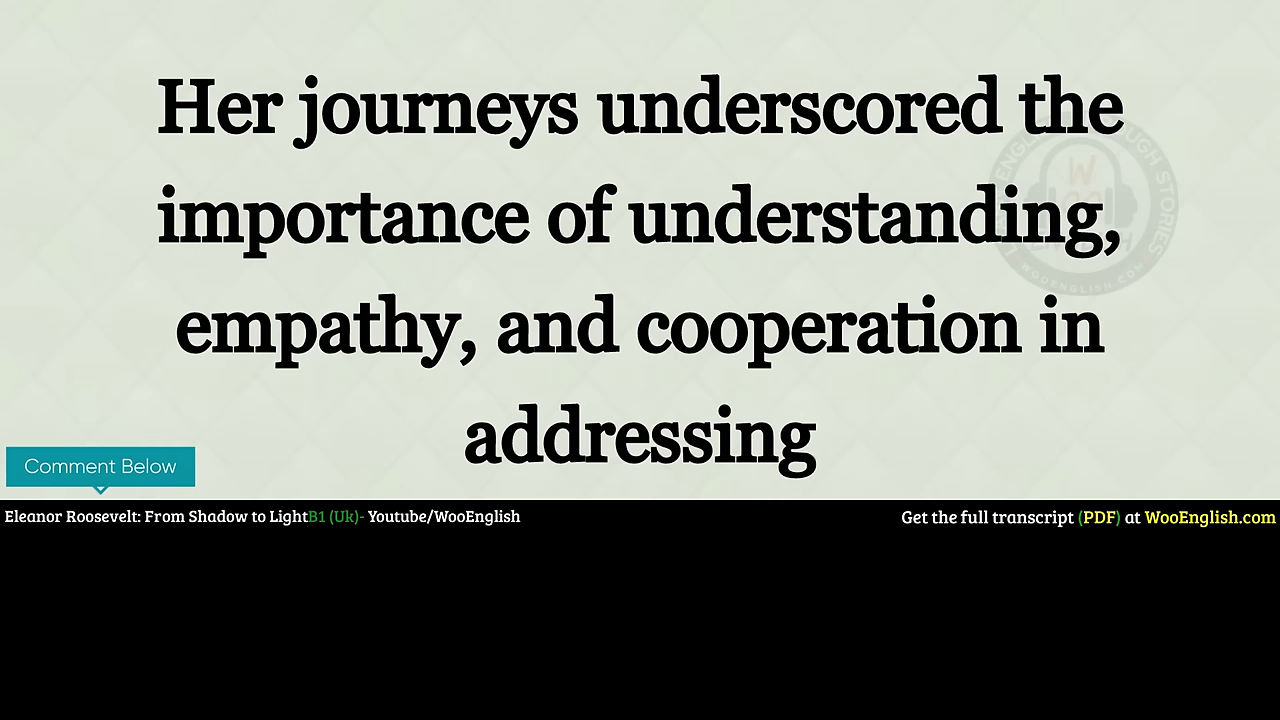 Her journeys underscored the
importance of understanding,
empathy, and cooperation in
addressing
Comment Below
Eleanor Roosevelt: From Shadow to LightB1 (Uk)- Youtube/WooEnglish
Get the full transcript (PDF) at WooEnglish.com